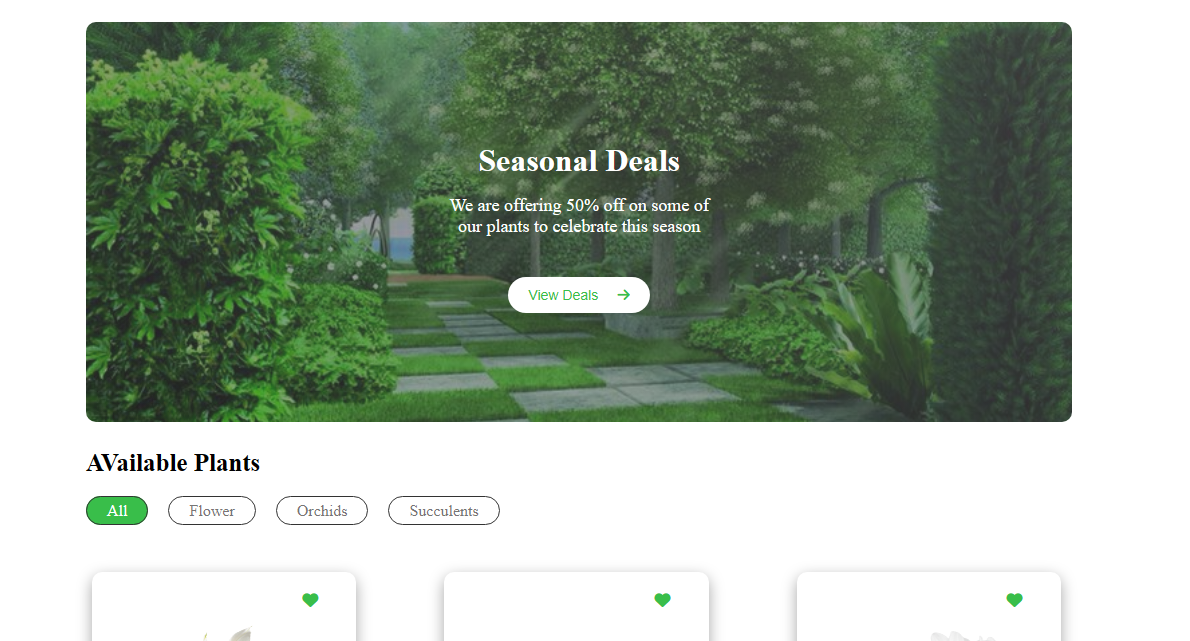 Seasonal Deals
We are offering 50% off on some of
our plants to celebrate this season
View Deals
AVailable Plants
All
Flower
Orchids
Succulents